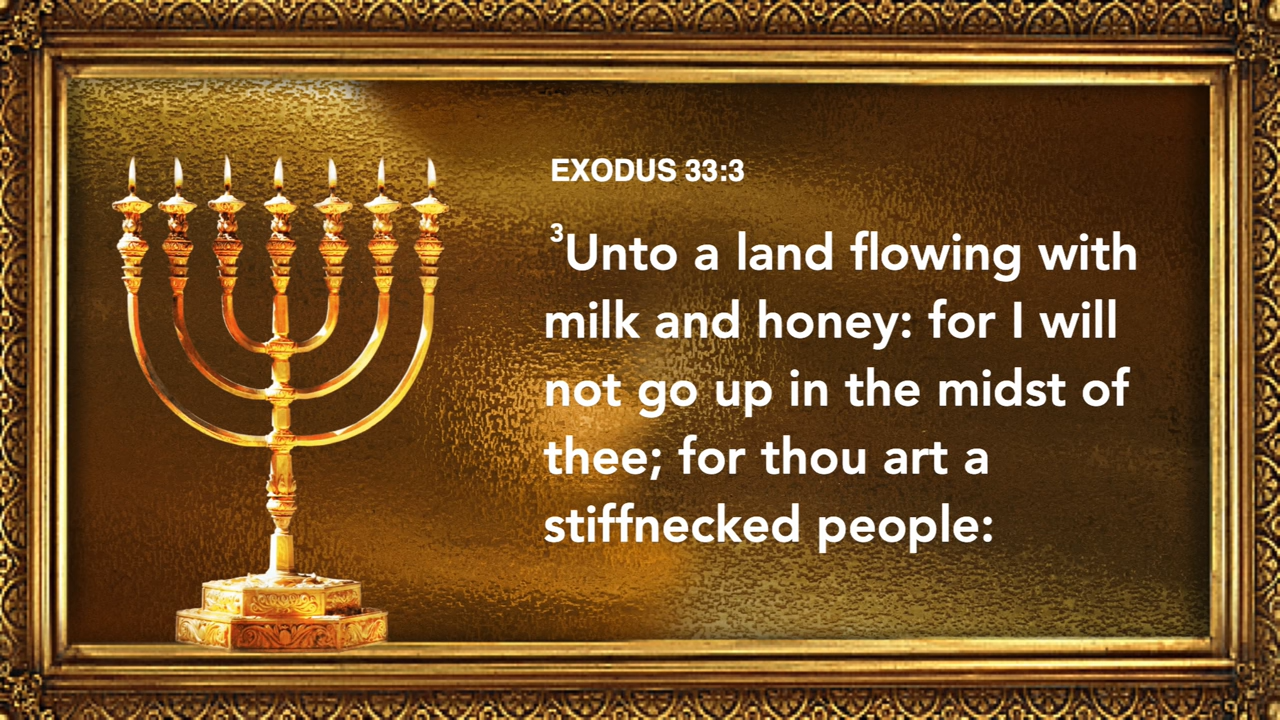 EXODUS 33:3
3Unto a land flowing with
milk and honey: for I will
not go up in the midst of
thee; for thou art a
stiffnecked people: